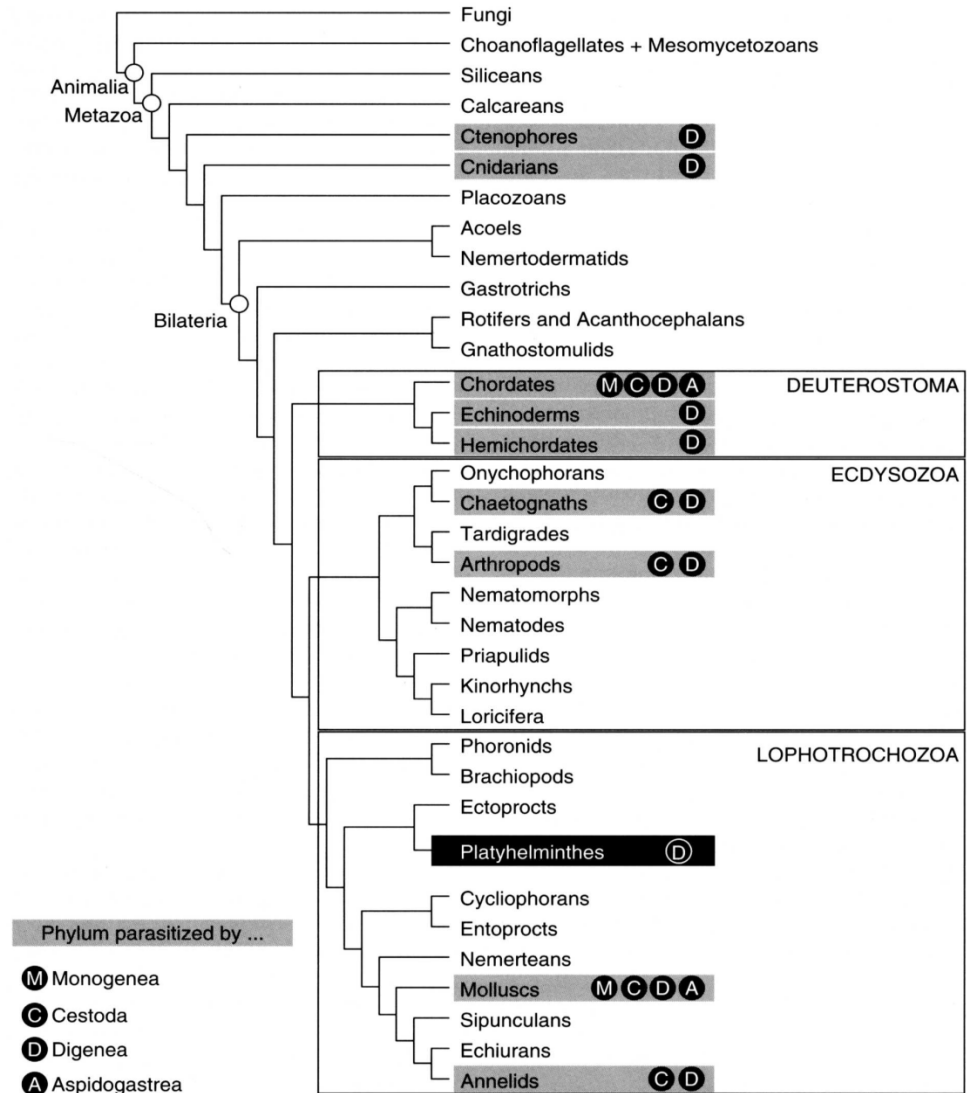 Fungi
Choanoflagellates + Mesomycetozoans
Animalia
Siliceans
Metazoa
Calcareans
Ctenophores D
Cnidarians D
Placozoans
Acoels
Nemertodermatids
Gastrotrichs
Bilateria
Rotifers and Acanthocephalans
Gnathostomulids
Chordates M C D A DEUTEROSTOMA
Echinoderms D
Hemichordates D
Onychophorans ECDYSOZOA
Chaetognaths C D
Tardigrades
Arthropods C D
Nematomorphs
Nematodes
Priapulids
Kinorhynchs
Loricifera
Phoronids LOPHOTROCHOZOA
Brachiopods
Ectoprocts
Platyhelminthes D
Cycliophorans
Entoprocts
Nemerteans
Molluscs M C D A
Sipunculans
Echiurans
Annelids C D
Phylum parasitized by ...
M Monogenea
C Cestoda
D Digenea
A Aspidogastrea